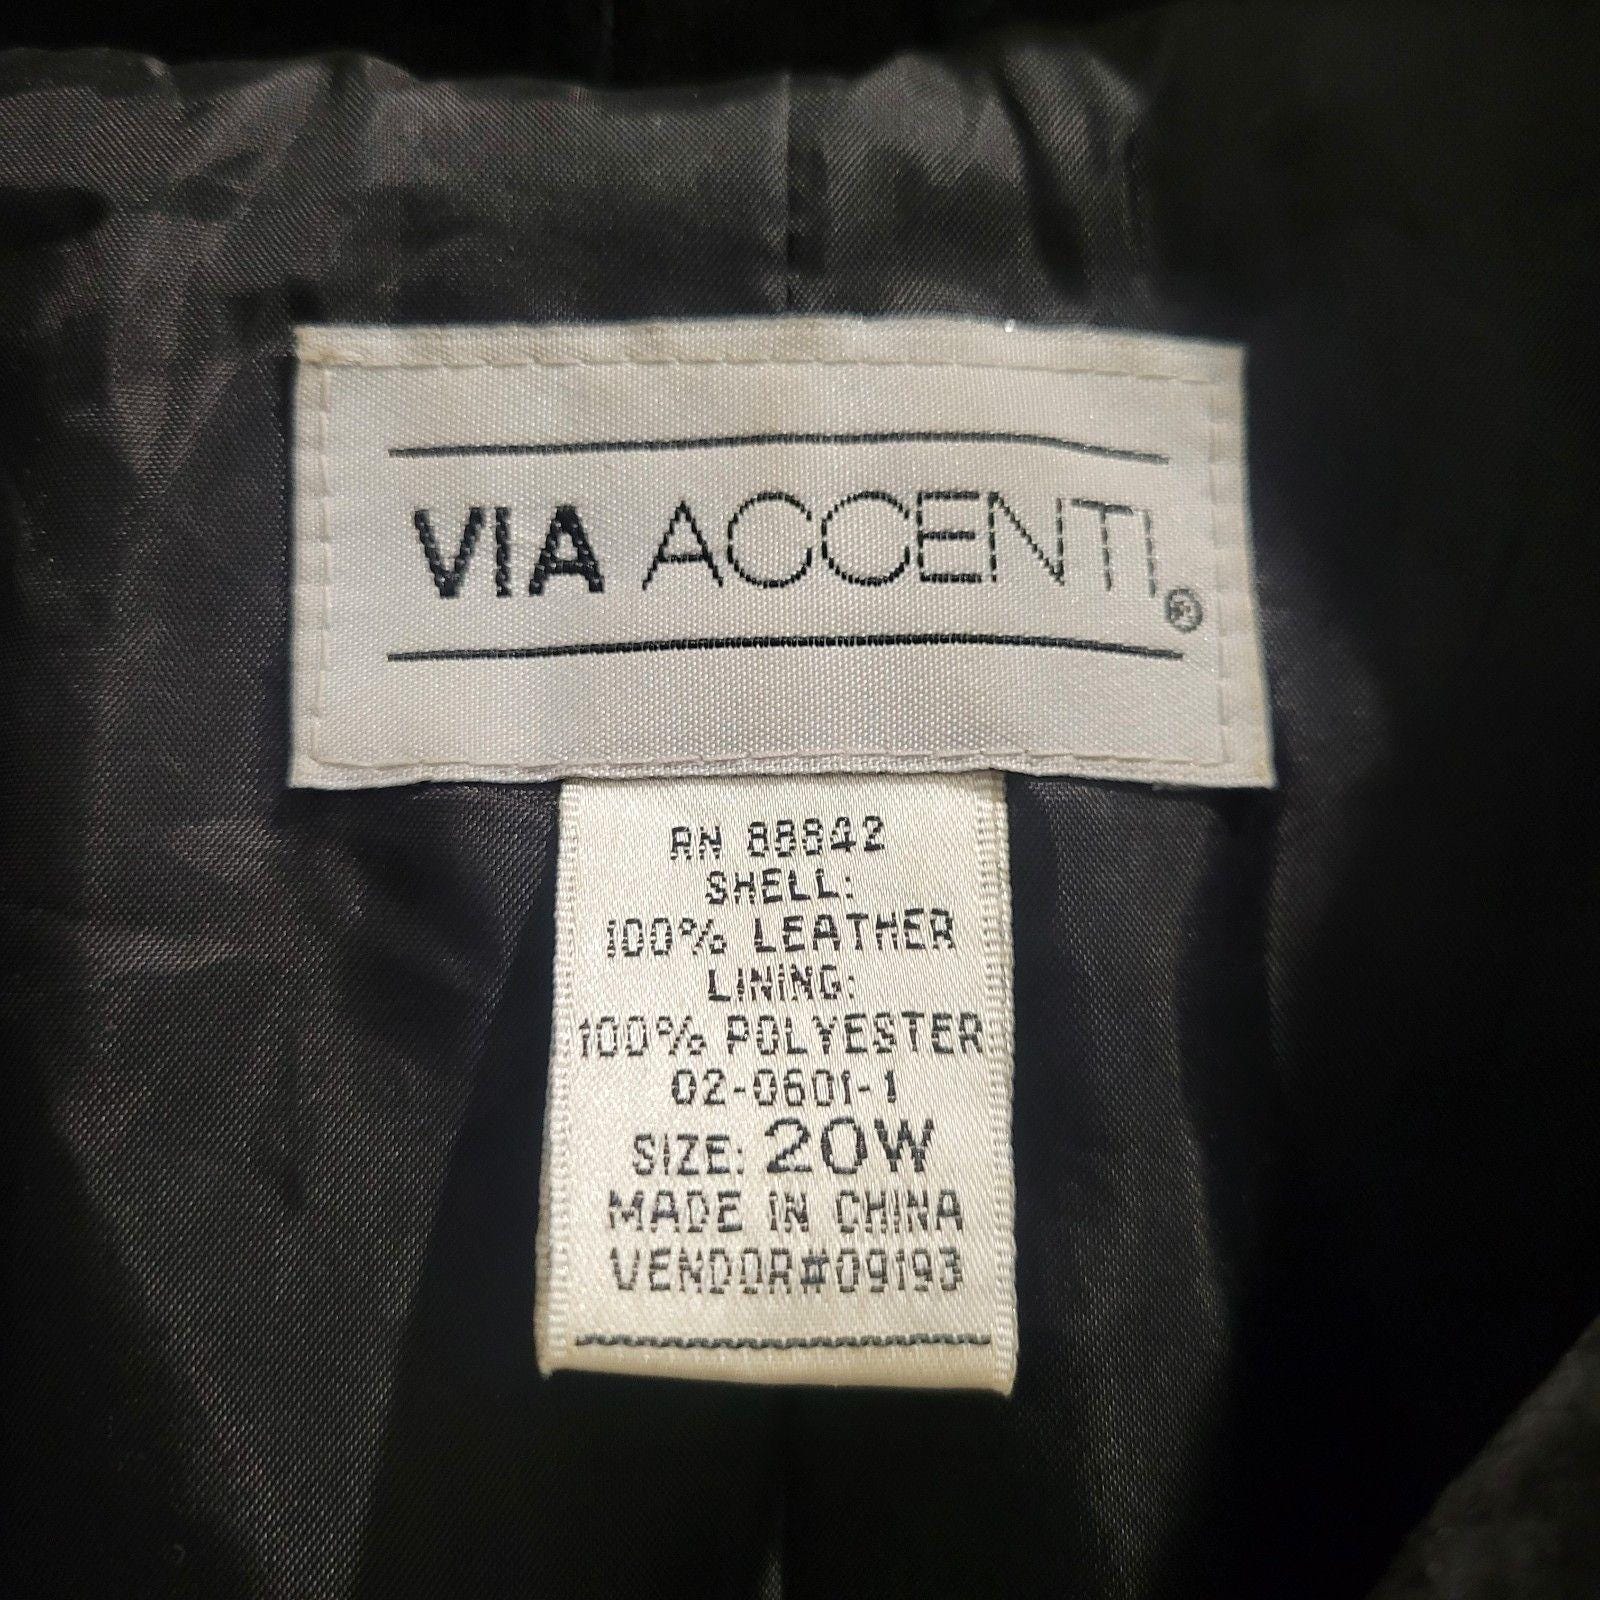 VIA ACCENTI®
RN 88842
SHELL:
100% LEATHER
LINING:
100% POLYESTER
02-0601-1
SIZE: 20W
MADE IN CHINA
VENDOR#09193